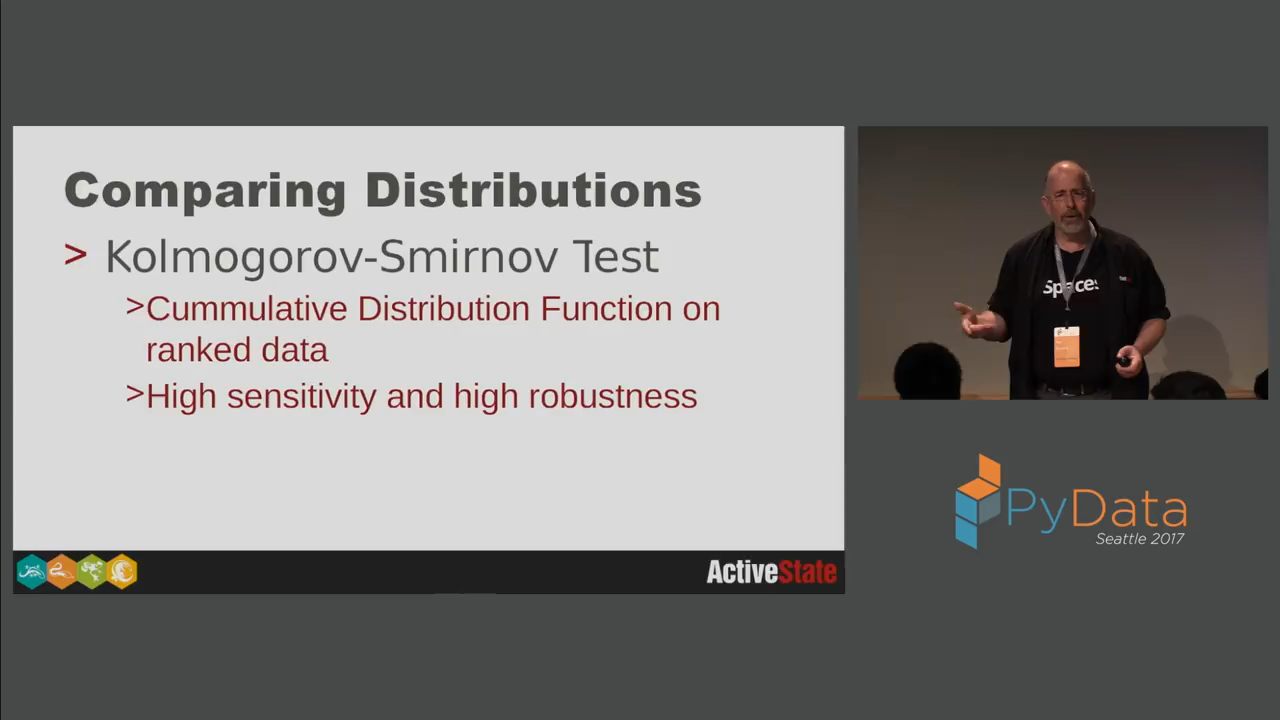 Comparing Distributions
> Kolmogorov-Smirnov Test
>Cummulative Distribution Function on
ranked data
>High sensitivity and high robustness
ActiveState
Spaces
PyData
Seattle 2017